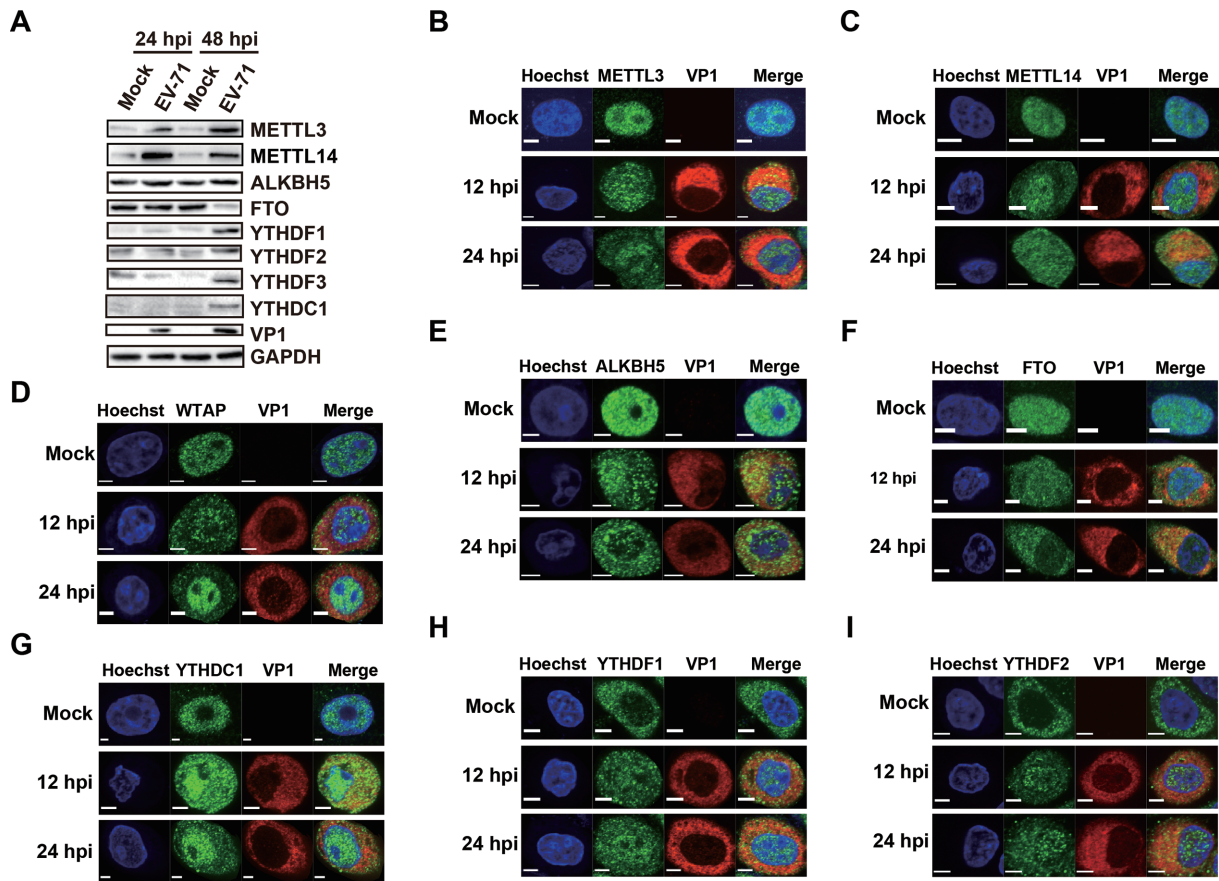 A
24 hpi 48 hpi
Mock EV-71 Mock EV-71
METTL3
METTL14
ALKBH5
FTO
YTHDF1
YTHDF2
YTHDF3
YTHDC1
VP1
GAPDH
B
Hoechst METTL3 VP1 Merge
Mock
12 hpi
24 hpi
C
Hoechst METTL14 VP1 Merge
Mock
12 hpi
24 hpi
D
Hoechst WTAP VP1 Merge
Mock
12 hpi
24 hpi
E
Hoechst ALKBH5 VP1 Merge
Mock
12 hpi
24 hpi
F
Hoechst FTO VP1 Merge
Mock
12 hpi
24 hpi
G
Hoechst YTHDC1 VP1 Merge
Mock
12 hpi
24 hpi
H
Hoechst YTHDF1 VP1 Merge
Mock
12 hpi
24 hpi
I
Hoechst YTHDF2 VP1 Merge
Mock
12 hpi
24 hpi